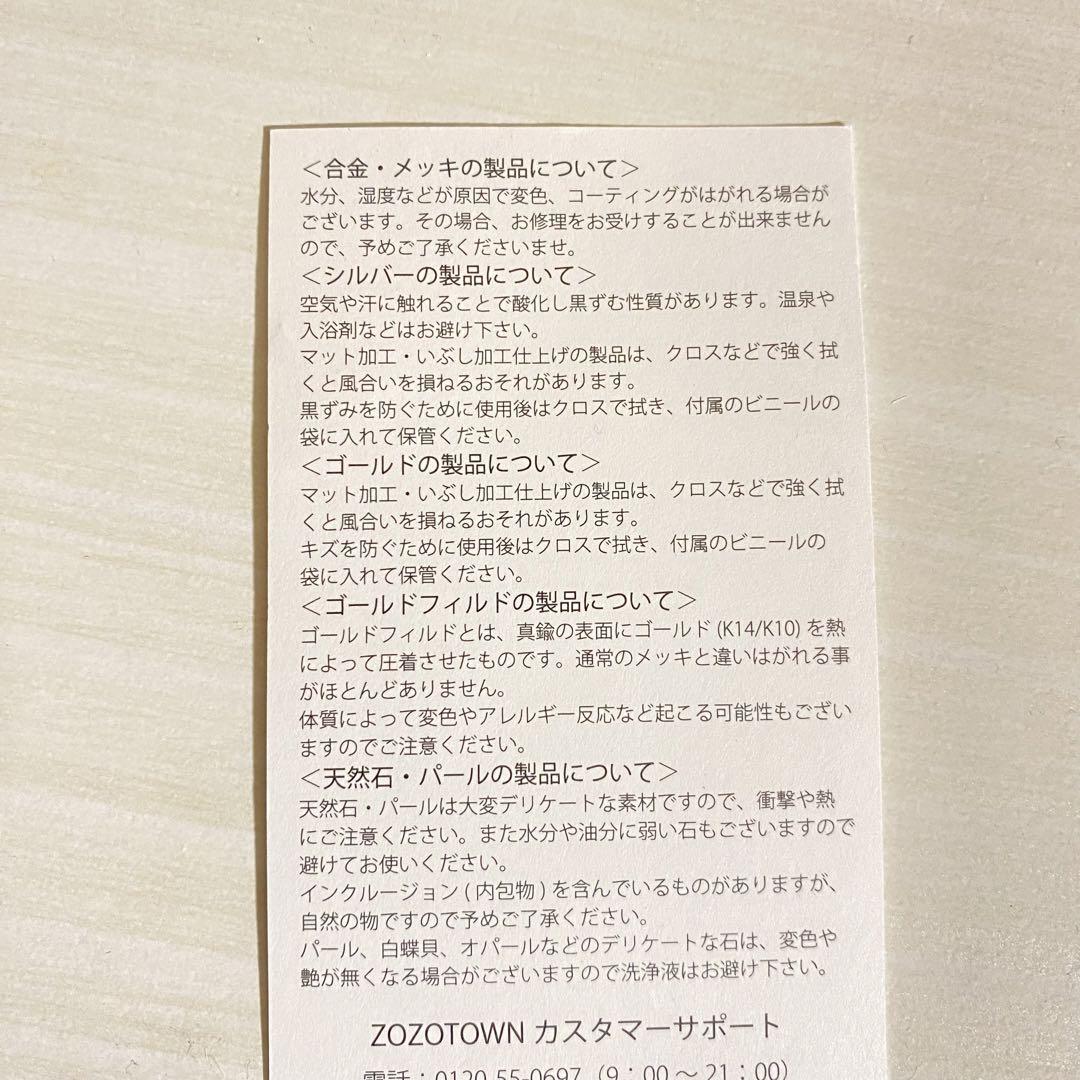 ＜合金・メッキの製品について＞
水分、湿度などが原因で変色、コーティングがはがれる場合が
ございます。その場合、お修理をお受けすることが出来ません
ので、予めご了承くださいませ。
＜シルバーの製品について＞
空気や汗に触れることで酸化し黒ずむ性質があります。温泉や
入浴剤などはお避け下さい。
マット加工・いぶし加工仕上げの製品は、クロスなどで強く拭
くと風合いを損ねるおそれがあります。
黒ずみを防ぐために使用後はクロスで拭き、付属のビニールの
袋に入れて保管ください。
＜ゴールドの製品について＞
マット加工・いぶし加工仕上げの製品は、クロスなどで強く拭
くと風合いを損ねるおそれがあります。
キズを防ぐために使用後はクロスで拭き、付属のビニールの
袋に入れて保管ください。
＜ゴールドフィルドの製品について＞
ゴールドフィルドとは、真鍮の表面にゴールド (K14/K10) を熱
によって圧着させたものです。通常のメッキと違いはがれる事
がほとんどありません。
体質によって変色やアレルギー反応など起こる可能性もござい
ますのでご注意ください。
＜天然石・パールの製品について＞
天然石・パールは大変デリケートな素材ですので、衝撃や熱
にご注意ください。また水分や油分に弱い石もございますので
避けてお使いください。
インクルージョン ( 内包物 ) を含んでいるものがありますが、
自然の物ですので予めご了承ください。
パール、白蝶貝、オパールなどのデリケートな石は、変色や
艶が無くなる場合がございますので洗浄液はお避け下さい。
ZOZOTOWN カスタマーサポート
電話：0120-55-0697（9：00 ～ 21：00）